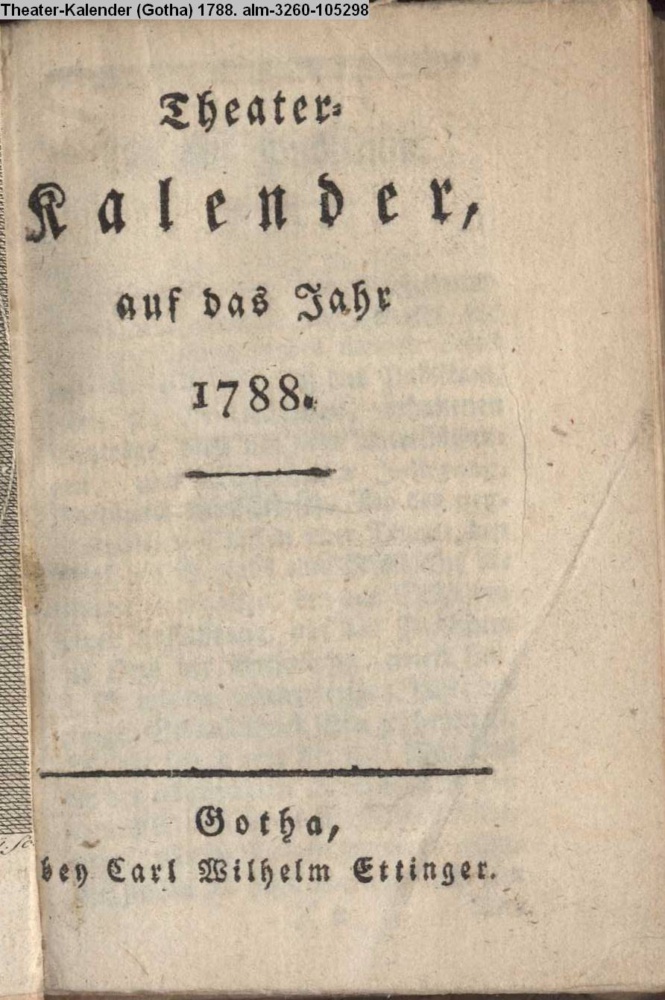 Theater-Kalender (Gotha) 1788. alm-3260-105298
Theater-
Kalender,
auf das Jahr
1788.
Gotha,
bey Carl Wilhelm Ettinger.